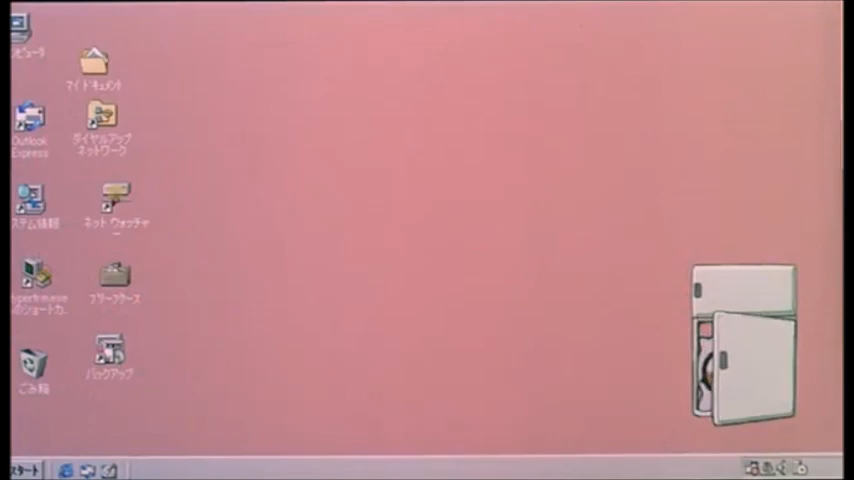 ピュータ
マイ ドキュメント
Outlook
Express
ダイヤルアップ
ネットワーク
ステム情報
ネット ウォッチャ
ー
のショートカ...
ブリーフケース
ごみ箱
バックアップ
スタート